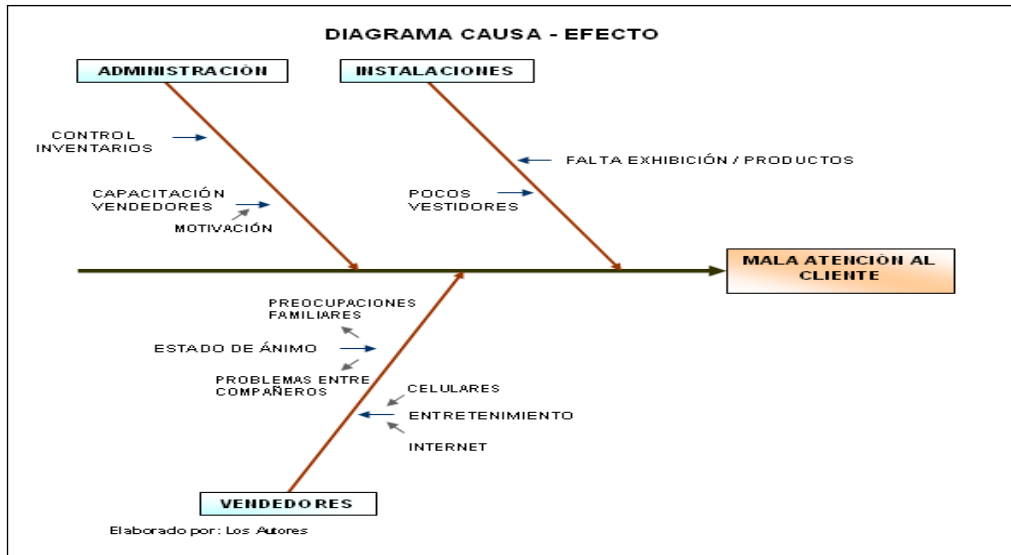 DIAGRAMA CAUSA - EFECTO
ADMINISTRACIÓN
INSTALACIONES
CONTROL
INVENTARIOS
CAPACITACIÓN
VENDEDORES
MOTIVACIÓN
FALTA EXHIBICIÓN / PRODUCTOS
POCOS
VESTIDORES
MALA ATENCIÓN AL
CLIENTE
PREOCUPACIONES
FAMILIARES
ESTADO DE ÁNIMO
PROBLEMAS ENTRE
COMPAÑEROS
CELULARES
ENTRETENIMIENTO
INTERNET
VENDEDORES
Elaborado por: Los Autores